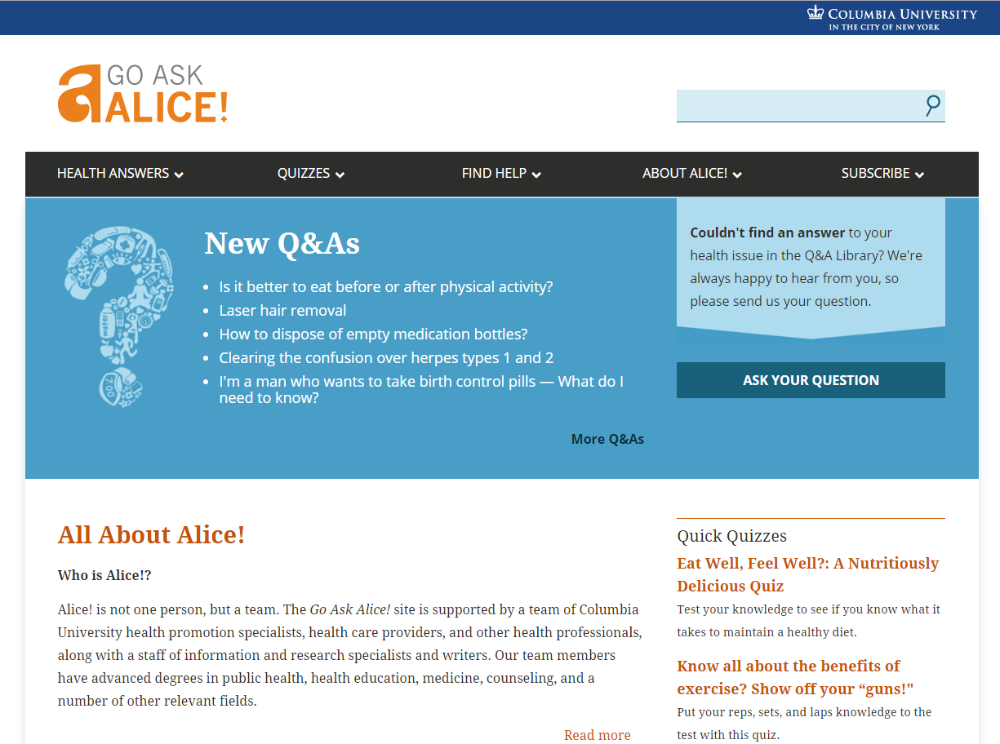 COLUMBIA UNIVERSITY
IN THE CITY OF NEW YORK
GO ASK
ALICE!
HEALTH ANSWERS
QUIZZES
FIND HELP
ABOUT ALICE!
SUBSCRIBE
New Q&As
Is it better to eat before or after physical activity?
Laser hair removal
How to dispose of empty medication bottles?
Clearing the confusion over herpes types 1 and 2
I'm a man who wants to take birth control pills — What do I
need to know?
More Q&As
water
700
Couldn't find an answer to your
health issue in the Q&A Library? We're
always happy to hear from you, so
please send us your question.
ASK YOUR QUESTION
All About Alice!
Who is Alice!?
Alice! is not one person, but a team. The Go Ask Alice! site is supported by a team of Columbia
University health promotion specialists, health care providers, and other health professionals,
along with a staff of information and research specialists and writers. Our team members
have advanced degrees in public health, health education, medicine, counseling, and a
number of other relevant fields.
Read more
Quick Quizzes
Eat Well, Feel Well?: A Nutritiously
Delicious Quiz
Test your knowledge to see if you know what it
takes to maintain a healthy diet.
Know all about the benefits of
exercise? Show off your “guns!"
Put your reps, sets, and laps knowledge to the
test with this quiz.